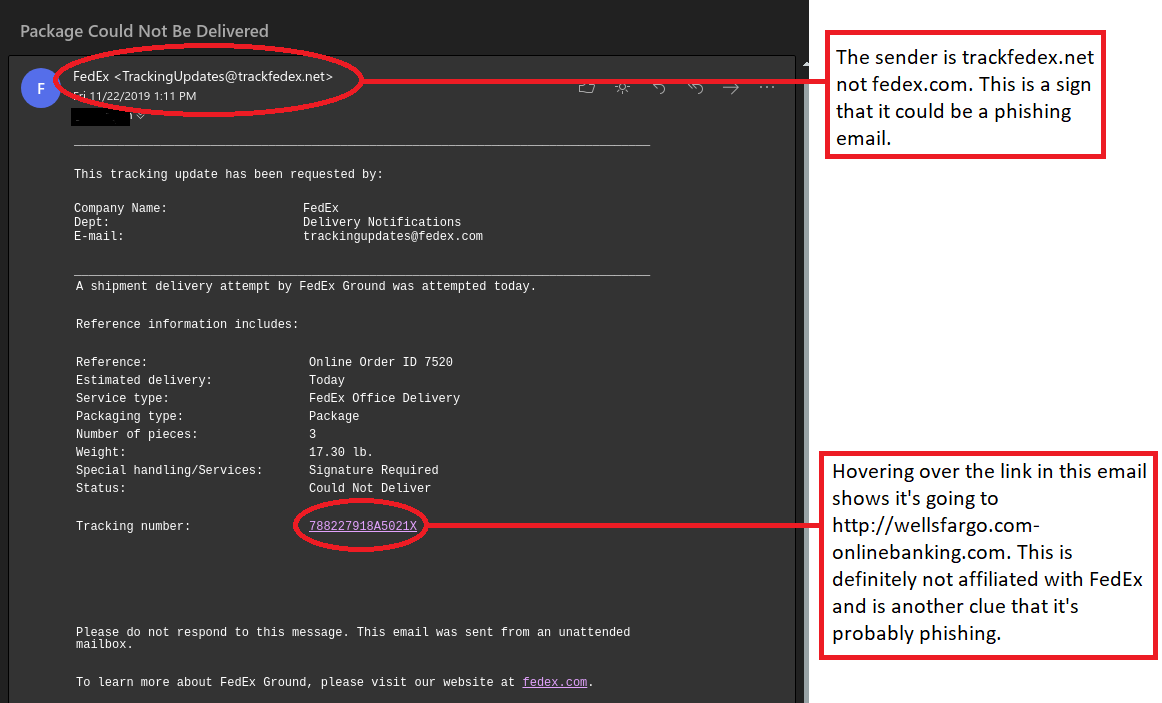 Package Could Not Be Delivered
F
FedEx <TrackingUpdates@trackfedex.net>
Fri 11/22/2019 1:11 PM
This tracking update has been requested by:
Company Name: FedEx
Dept: Delivery Notifications
E-mail: trackingupdates@fedex.com
A shipment delivery attempt by FedEx Ground was attempted today.
Reference information includes:
Reference: Online Order ID 7520
Estimated delivery: Today
Service type: FedEx Office Delivery
Packaging type: Package
Number of pieces: 3
Weight: 17.30 lb.
Special handling/Services: Signature Required
Status: Could Not Deliver
Tracking number: 788227918A5021X
Please do not respond to this message. This email was sent from an unattended
mailbox.
To learn more about FedEx Ground, please visit our website at fedex.com.
The sender is trackfedex.net
not fedex.com. This is a sign
that it could be a phishing
email.
Hovering over the link in this email
shows it's going to
http://wellsfargo.com-
onlinebanking.com. This is
definitely not affiliated with FedEx
and is another clue that it's
probably phishing.